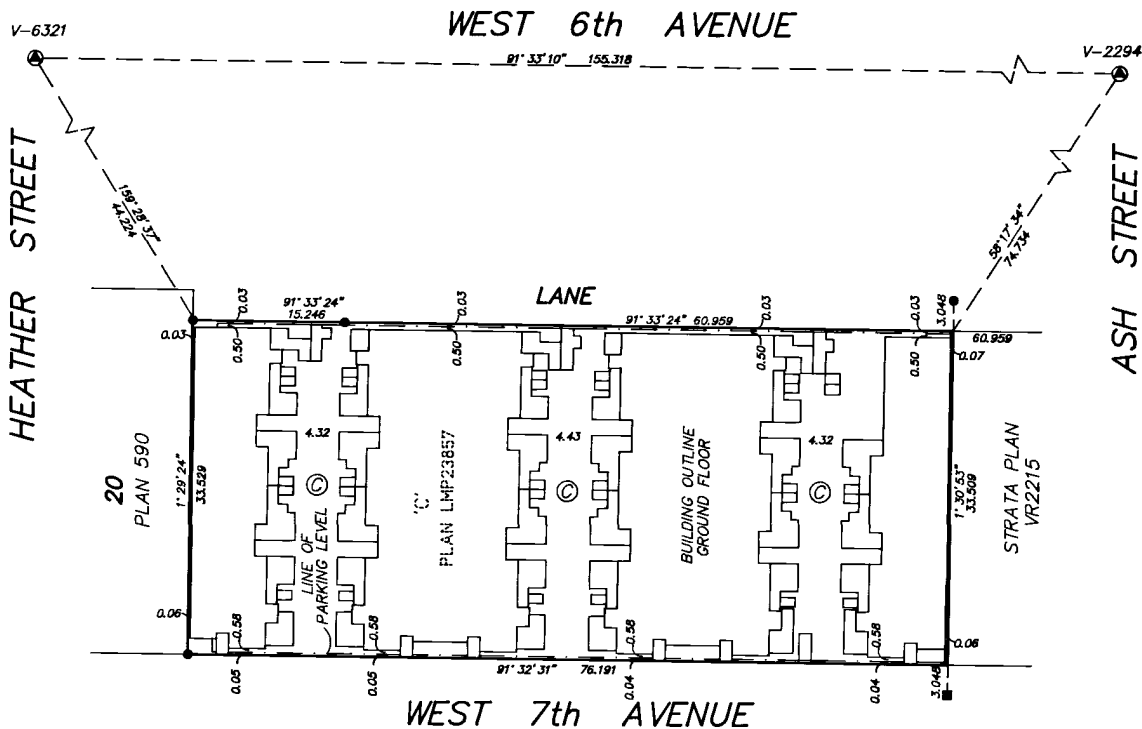 WEST 6th AVENUE
V-6321
V-2294
91° 33' 10" 155.318
HEATHER STREET
ASH STREET
159° 28' 37"
44.224
58° 17' 34"
74.734
LANE
91° 33' 24"
15.246
91° 33' 24" 60.959
0.03
0.03
0.03
0.03
3.048
60.959
0.03
0.50
0.50
0.50
0.50
0.07
4.32
4.43
4.32
20
PLAN 590
1° 29' 24"
33.529
©
©
©
LINE OF
PARKING LEVEL
'C'
PLAN LMP23857
BUILDING OUTLINE
GROUND FLOOR
1° 30' 53"
33.509
STRATA PLAN
VR2215
0.06
0.58
0.58
0.58
0.58
0.06
0.05
0.05
91° 32' 31" 76.191
0.04
0.04
3.048
WEST 7th AVENUE